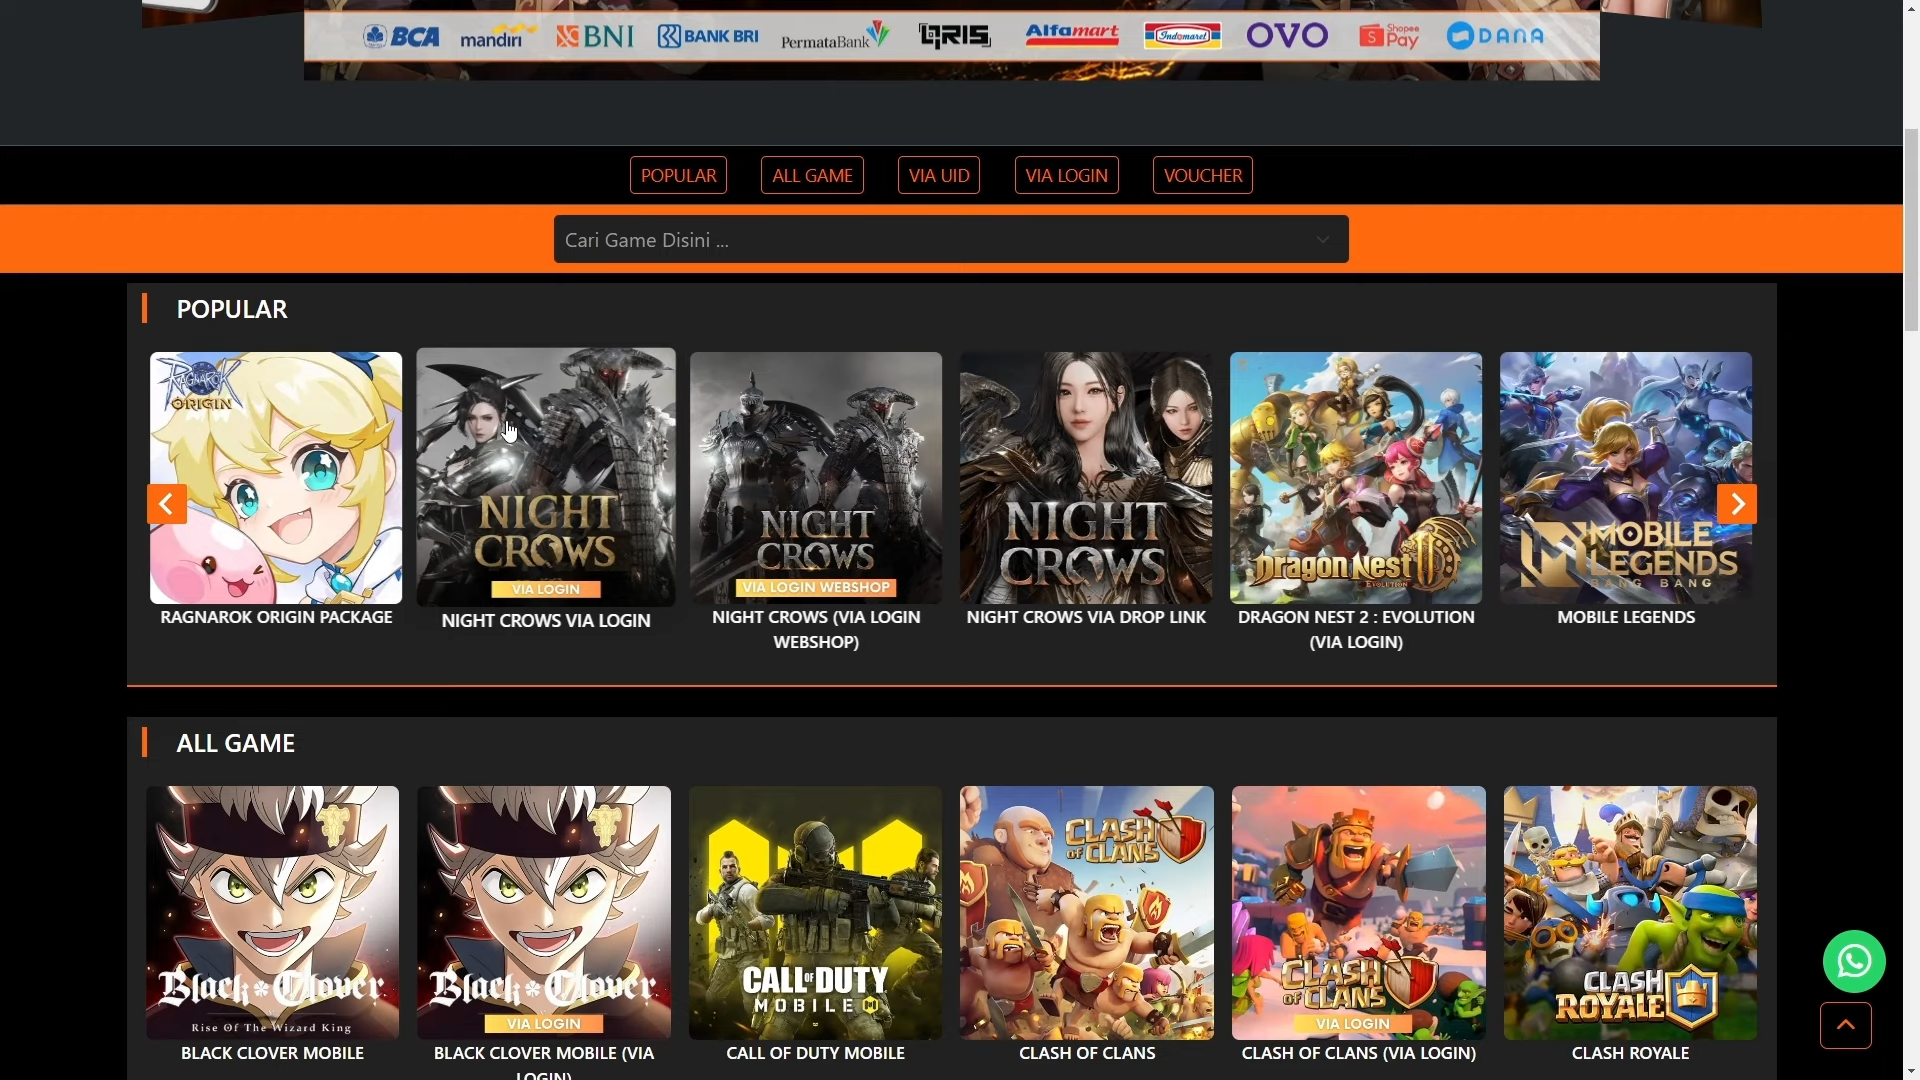 BCA mandiri BNI BANK BRI PermataBank QRIS Alfamart Indomaret OVO Shopee Pay DANA
POPULAR ALL GAME VIA UID VIA LOGIN VOUCHER
Cari Game Disini ...
POPULAR
RAGNAROK
ORIGIN
RAGNAROK ORIGIN PACKAGE
NIGHT
CROWS
VIA LOGIN
NIGHT CROWS VIA LOGIN
NIGHT
CROWS
VIA LOGIN WEBSHOP
NIGHT CROWS (VIA LOGIN
WEBSHOP)
NIGHT
CROWS
NIGHT CROWS VIA DROP LINK
Dragon Nest
EVOLUTION
DRAGON NEST 2 : EVOLUTION
(VIA LOGIN)
MOBILE
LEGENDS
BANG BANG
MOBILE LEGENDS
ALL GAME
Black Clover
Rise Of The Wizard King
BLACK CLOVER MOBILE
Black Clover
VIA LOGIN
BLACK CLOVER MOBILE (VIA
LOGIN)
CALL OF DUTY
MOBILE
CALL OF DUTY MOBILE
CLASH
OF CLANS
CLASH OF CLANS
CLASH
OF CLANS
VIA LOGIN
CLASH OF CLANS (VIA LOGIN)
CLASH
ROYALE
CLASH ROYALE